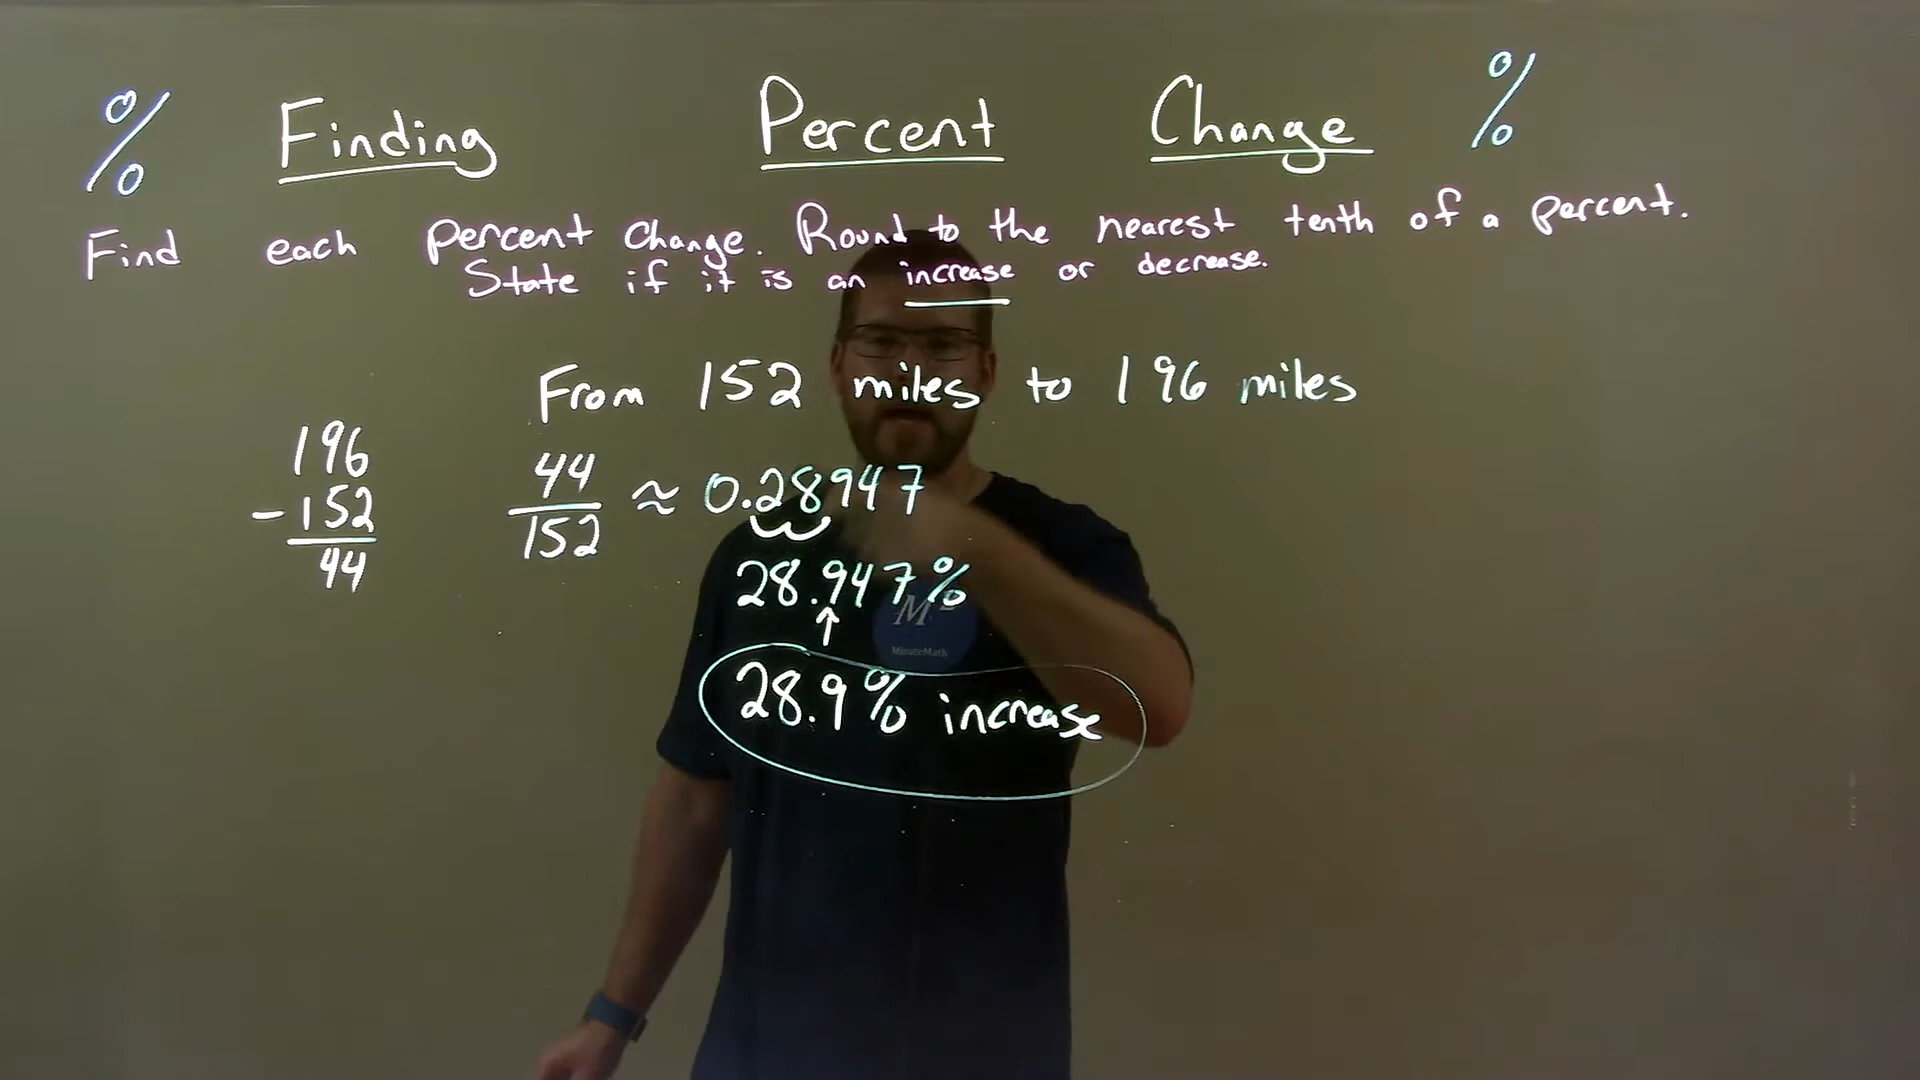 % Finding Percent Change %
Find each percent change. Round to the nearest tenth of a percent.
State if it is an increase or decrease.
From 152 miles to 196 miles
196
-152
44
44
152
≈ 0.28947
28.947%
↑
28.9% increase
M²
MinuteMath